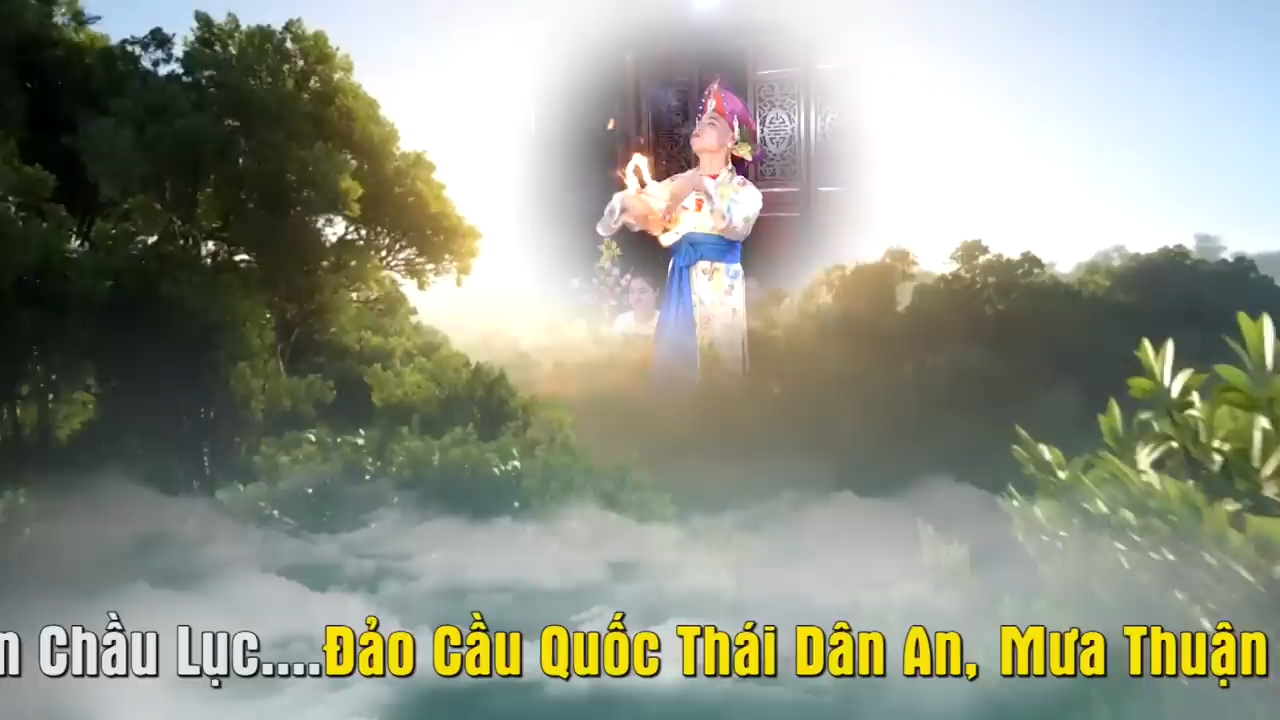 Chầu Lục....Đảo Cầu Quốc Thái Dân An, Mưa Thuận